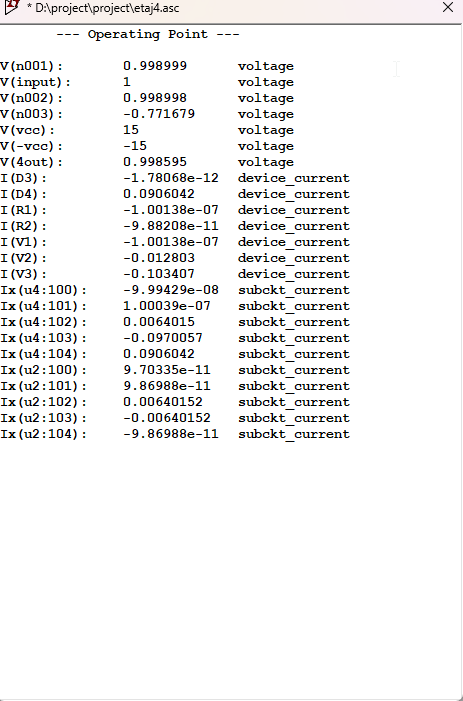 * D:\project\project\etaj4.asc
--- Operating Point ---
V(n001): 0.998999 voltage
V(input): 1 voltage
V(n002): 0.998998 voltage
V(n003): -0.771679 voltage
V(vcc): 15 voltage
V(-vcc): -15 voltage
V(4out): 0.998595 voltage
I(D3): -1.78068e-12 device_current
I(D4): 0.0906042 device_current
I(R1): -1.00138e-07 device_current
I(R2): -9.88208e-11 device_current
I(V1): -1.00138e-07 device_current
I(V2): -0.012803 device_current
I(V3): -0.103407 device_current
Ix(u4:100): -9.99429e-08 subckt_current
Ix(u4:101): 1.00039e-07 subckt_current
Ix(u4:102): 0.0064015 subckt_current
Ix(u4:103): -0.0970057 subckt_current
Ix(u4:104): 0.0906042 subckt_current
Ix(u2:100): 9.70335e-11 subckt_current
Ix(u2:101): 9.86988e-11 subckt_current
Ix(u2:102): 0.00640152 subckt_current
Ix(u2:103): -0.00640152 subckt_current
Ix(u2:104): -9.86988e-11 subckt_current